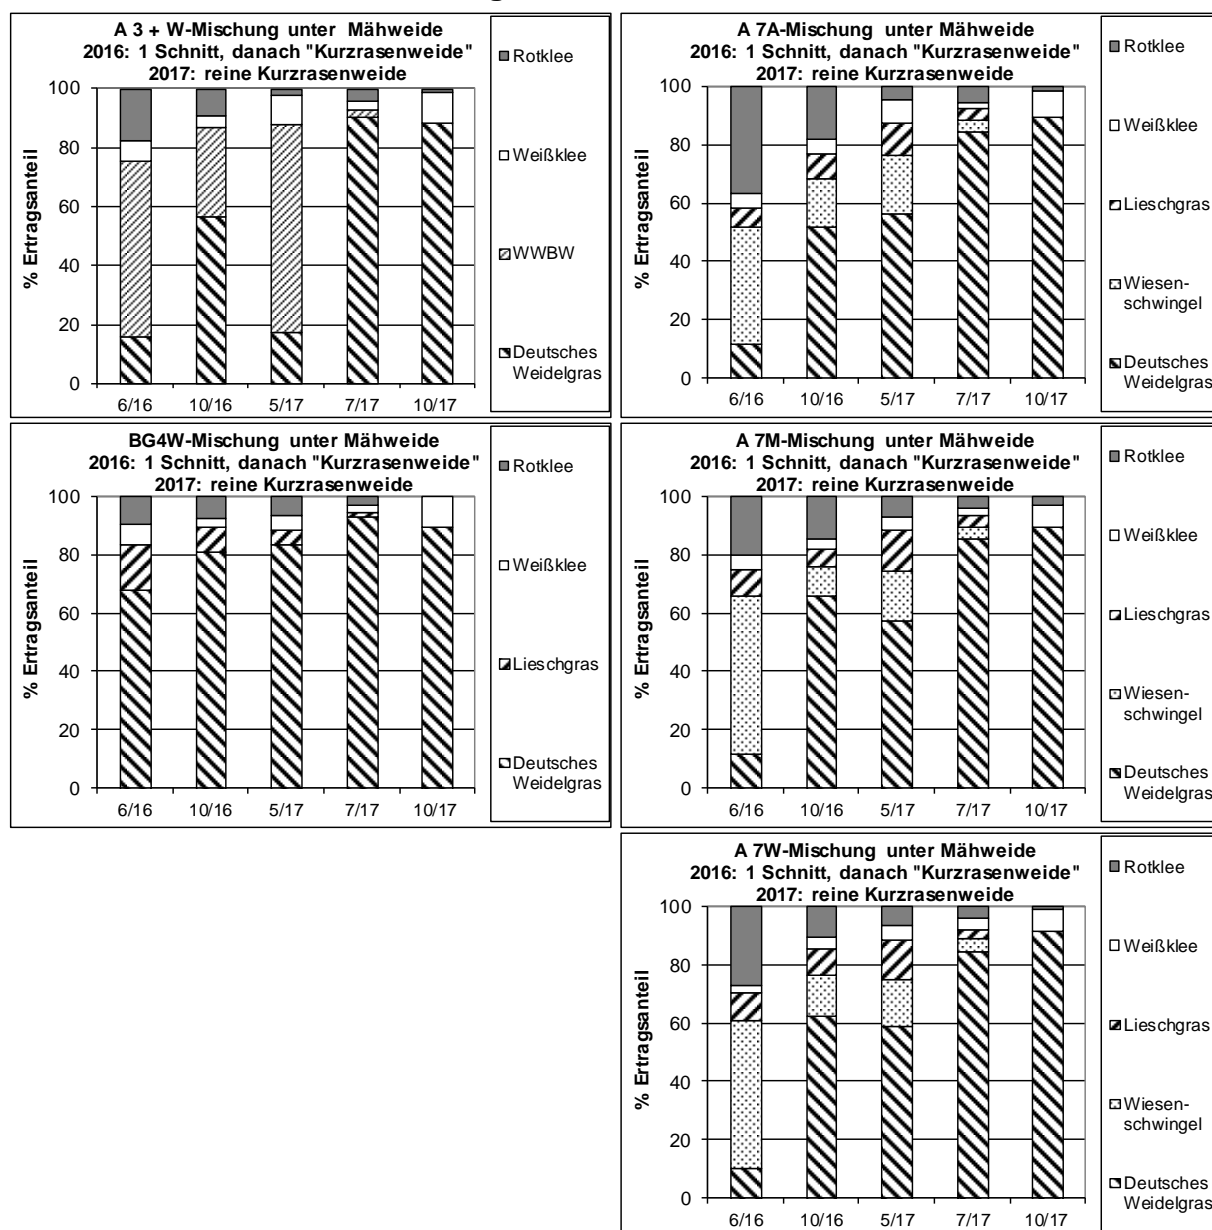 A 3 + W-Mischung unter Mähweide
2016: 1 Schnitt, danach "Kurzrasenweide"
2017: reine Kurzrasenweide
% Ertragsanteil
100
80
60
40
20
0
6/16 10/16 5/17 7/17 10/17
Rotklee
Weißklee
WWBW
Deutsches
Weidelgras
A 7A-Mischung unter Mähweide
2016: 1 Schnitt, danach "Kurzrasenweide"
2017: reine Kurzrasenweide
% Ertragsanteil
100
80
60
40
20
0
6/16 10/16 5/17 7/17 10/17
Rotklee
Weißklee
Lieschgras
Wiesen-
schwingel
Deutsches
Weidelgras
BG4W-Mischung unter Mähweide
2016: 1 Schnitt, danach "Kurzrasenweide"
2017: reine Kurzrasenweide
% Ertragsanteil
100
80
60
40
20
0
6/16 10/16 5/17 7/17 10/17
Rotklee
Weißklee
Lieschgras
Deutsches
Weidelgras
A 7M-Mischung unter Mähweide
2016: 1 Schnitt, danach "Kurzrasenweide"
2017: reine Kurzrasenweide
% Ertragsanteil
100
80
60
40
20
0
6/16 10/16 5/17 7/17 10/17
Rotklee
Weißklee
Lieschgras
Wiesen-
schwingel
Deutsches
Weidelgras
A 7W-Mischung unter Mähweide
2016: 1 Schnitt, danach "Kurzrasenweide"
2017: reine Kurzrasenweide
% Ertragsanteil
100
80
60
40
20
0
6/16 10/16 5/17 7/17 10/17
Rotklee
Weißklee
Lieschgras
Wiesen-
schwingel
Deutsches
Weidelgras